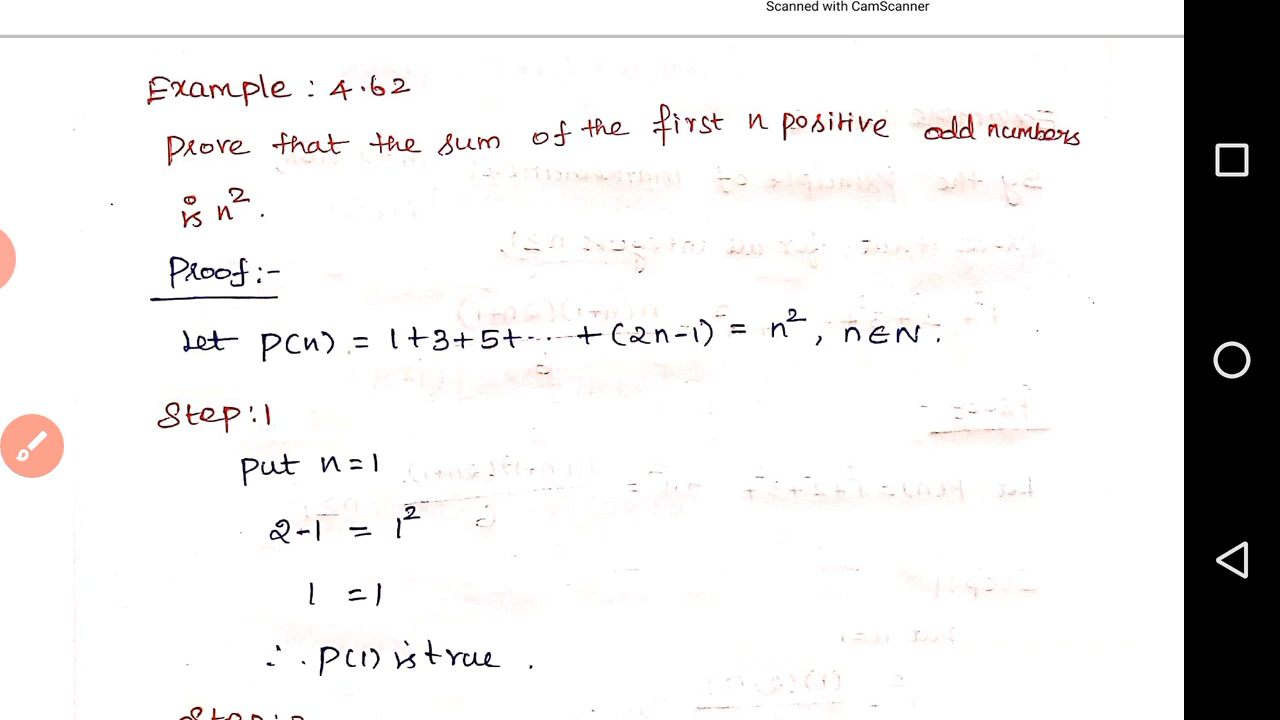 Scanned with CamScanner
Example : 4.62
Prove that the sum of the first n positive odd numbers
is n².
Proof:-
Let P(n) = 1+3+5+...+(2n-1) = n², n∈N.
Step:1
put n=1
2-1 = 1²
1 = 1
∴ P(1) is true.